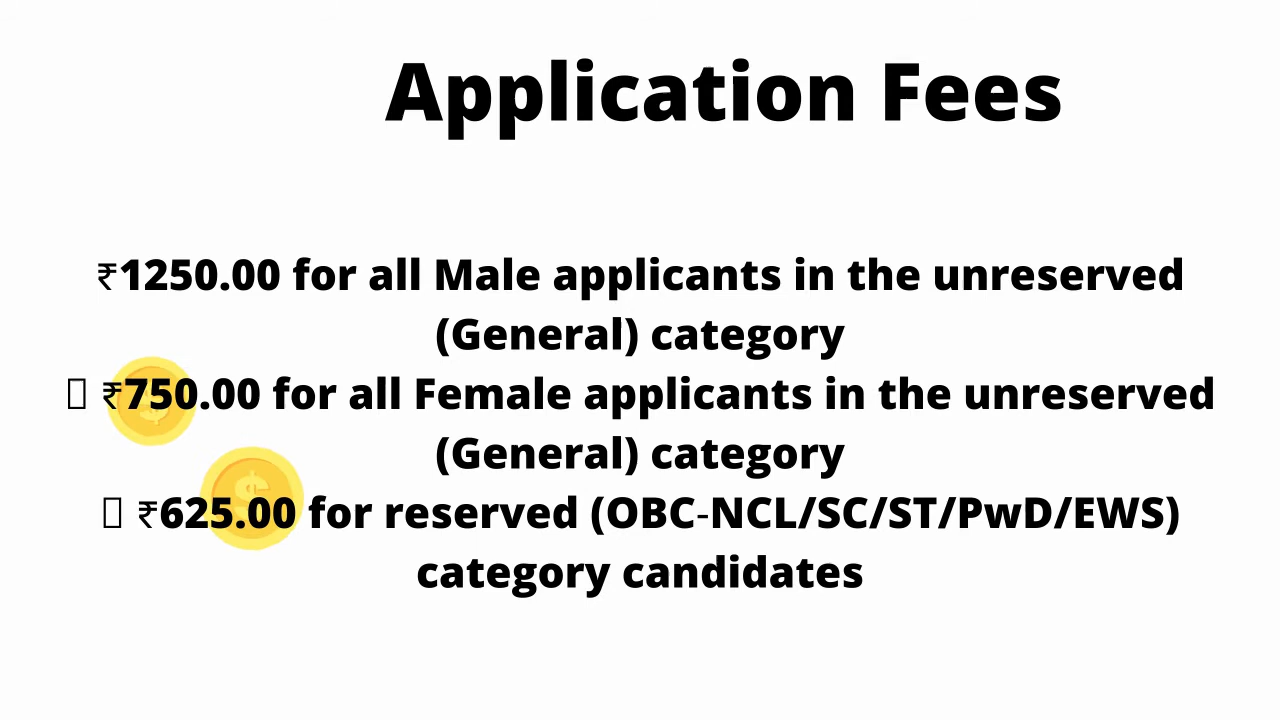 Application Fees
₹1250.00 for all Male applicants in the unreserved
(General) category
₹750.00 for all Female applicants in the unreserved
(General) category
₹625.00 for reserved (OBC-NCL/SC/ST/PwD/EWS)
category candidates